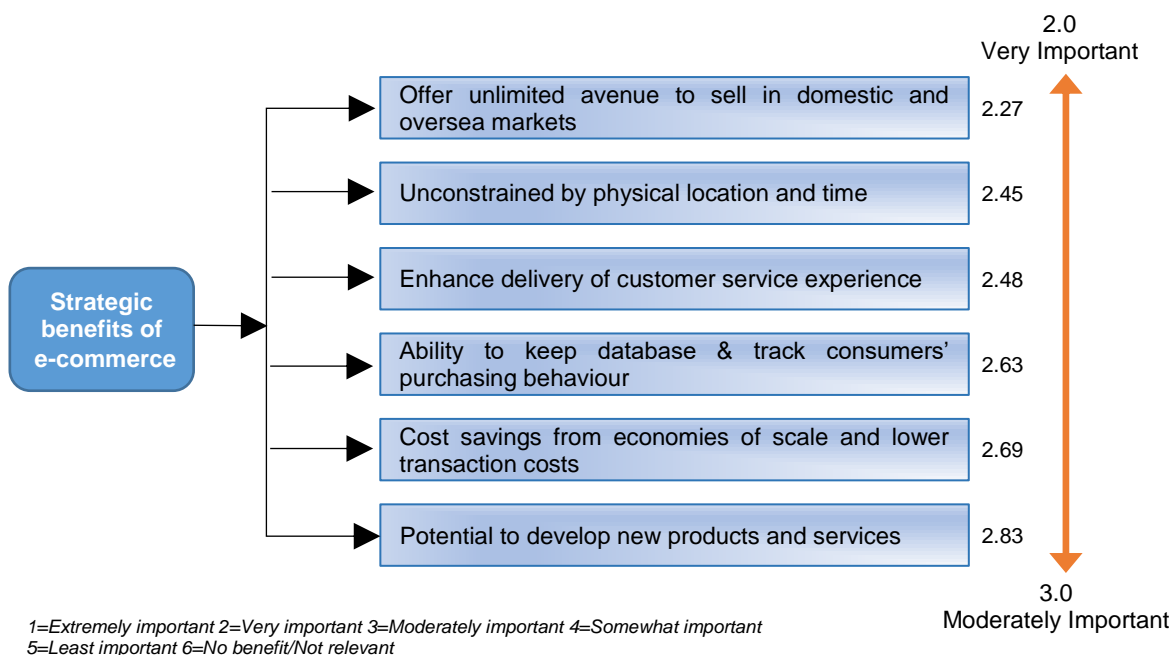 2.0
Very Important
Offer unlimited avenue to sell in domestic and
oversea markets
2.27
Unconstrained by physical location and time
2.45
Enhance delivery of customer service experience
2.48
Strategic
benefits of
e-commerce
Ability to keep database & track consumers’
purchasing behaviour
2.63
Cost savings from economies of scale and lower
transaction costs
2.69
Potential to develop new products and services
2.83
3.0
Moderately Important
1=Extremely important 2=Very important 3=Moderately important 4=Somewhat important
5=Least important 6=No benefit/Not relevant